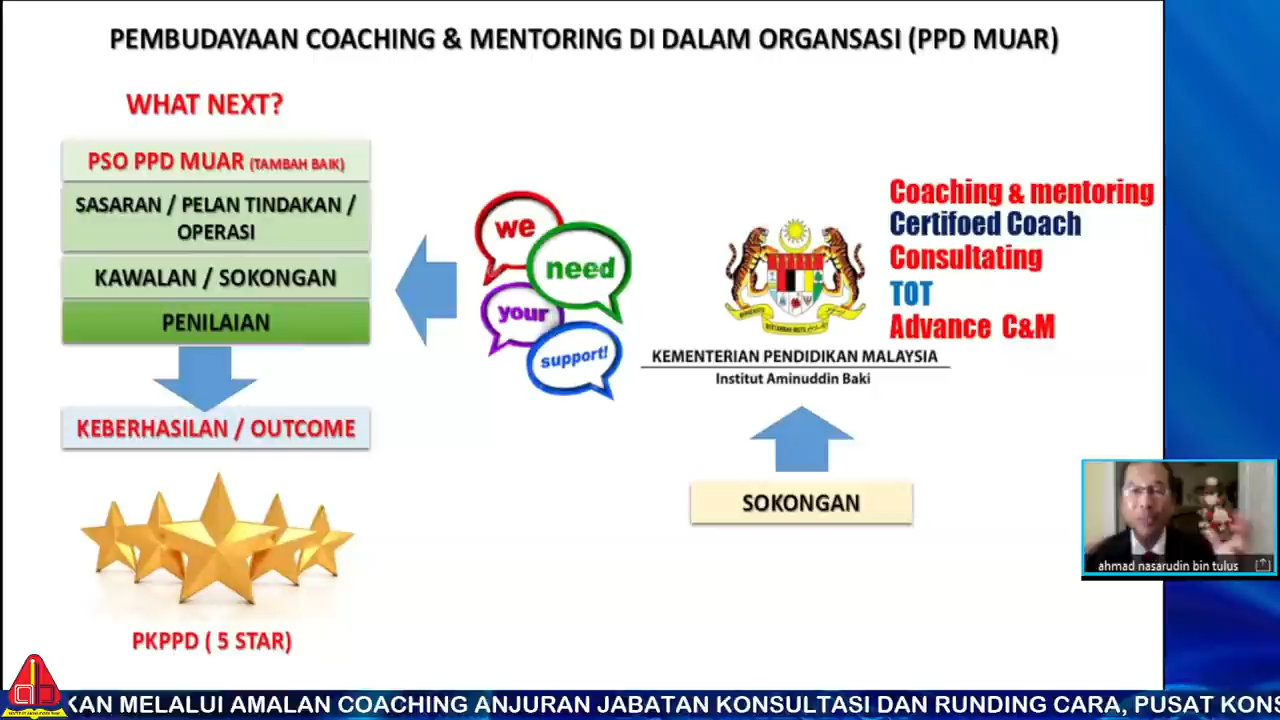 PEMBUDAYAAN COACHING & MENTORING DI DALAM ORGANSASI (PPD MUAR)
WHAT NEXT?
PSO PPD MUAR (TAMBAH BAIK)
SASARAN / PELAN TINDAKAN /
OPERASI
KAWALAN / SOKONGAN
PENILAIAN
KEBERHASILAN / OUTCOME
PKPPD ( 5 STAR)
we
need
your
support!
Coaching & mentoring
Certifoed Coach
Consultating
TOT
Advance C&M
KEMENTERIAN PENDIDIKAN MALAYSIA
Institut Aminuddin Baki
SOKONGAN
ahmad nasarudin bin tulus
KAN MELALUI AMALAN COACHING ANJURAN JABATAN KONSULTASI DAN RUNDING CARA, PUSAT KONS